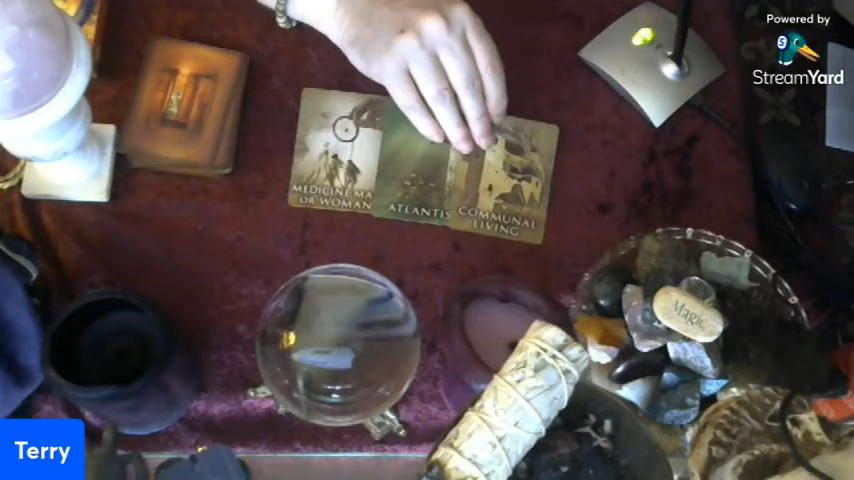 Powered by
StreamYard
MEDICINE MA
OR WOMAN
ATLANTIS
COMMUNAL
LIVING
Magic
Terry